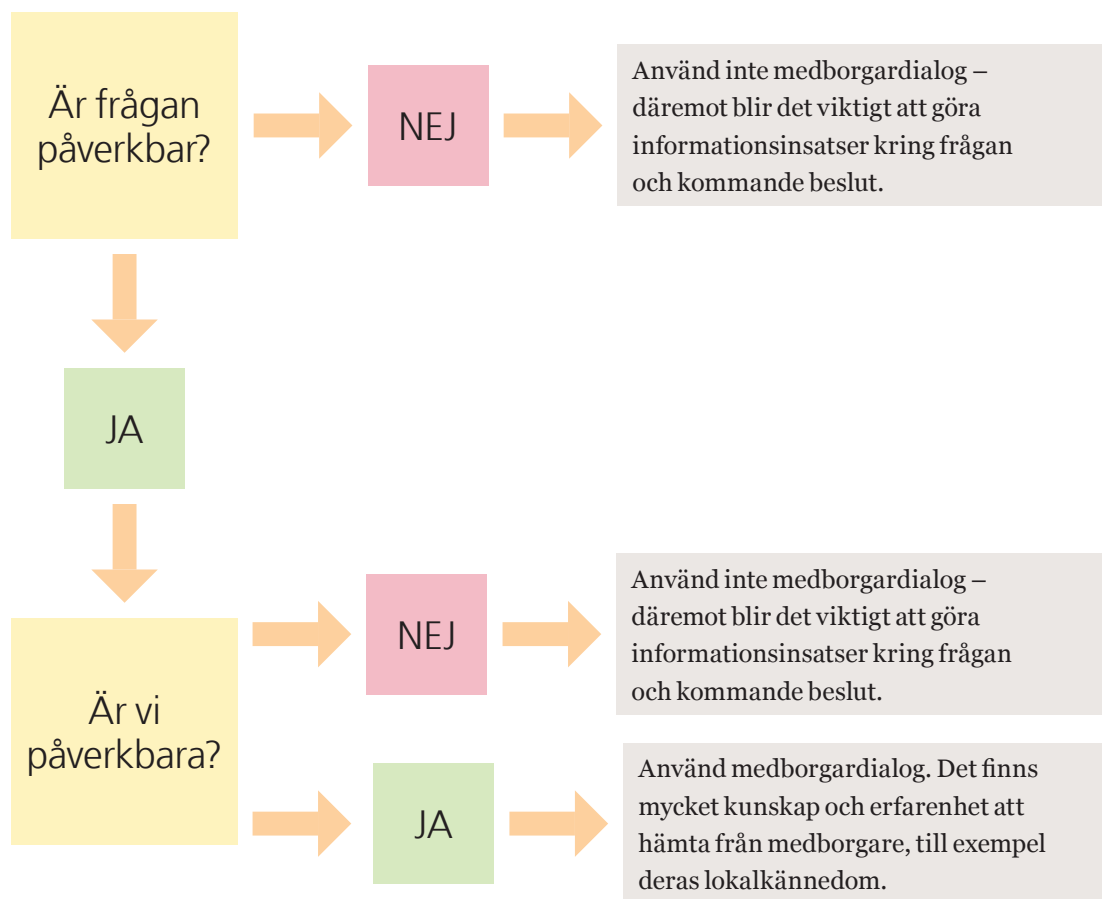 Är frågan
påverkbar?
NEJ
Använd inte medborgardialog –
däremot blir det viktigt att göra
informationsinsatser kring frågan
och kommande beslut.
JA
Är vi
påverkbara?
NEJ
Använd inte medborgardialog –
däremot blir det viktigt att göra
informationsinsatser kring frågan
och kommande beslut.
JA
Använd medborgardialog. Det finns
mycket kunskap och erfarenhet att
hämta från medborgare, till exempel
deras lokalkännedom.